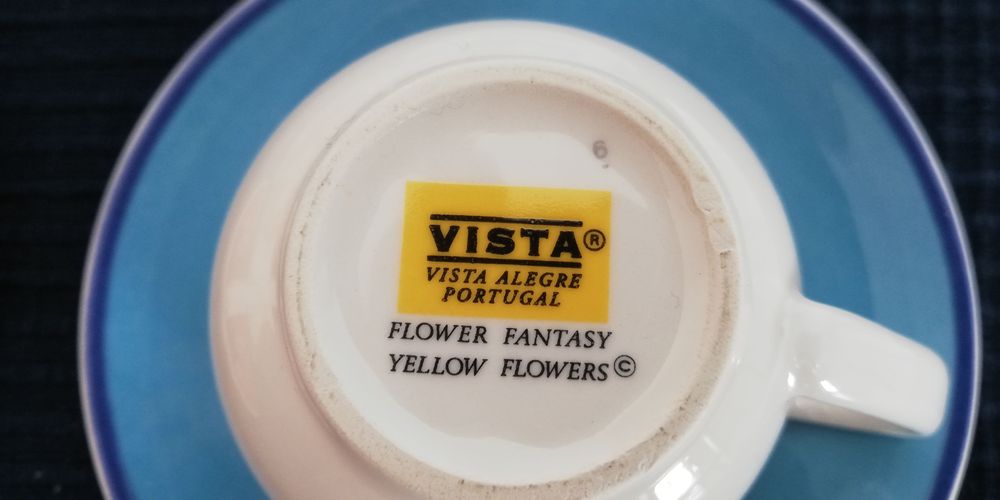 6
VISTA®
VISTA ALEGRE
PORTUGAL
FLOWER FANTASY
YELLOW FLOWERS©